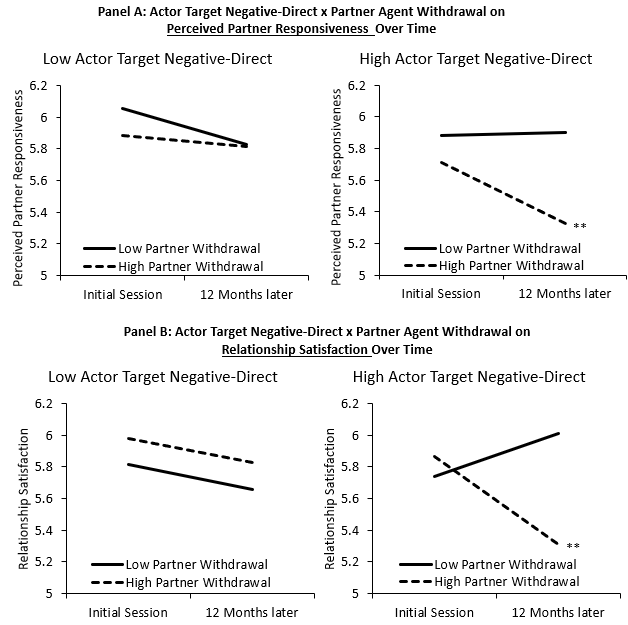 Panel A: Actor Target Negative-Direct x Partner Agent Withdrawal on
Perceived Partner Responsiveness Over Time
Low Actor Target Negative-Direct
6.2
6
5.8
5.6
5.4
5.2
5
Perceived Partner Responsiveness
Low Partner Withdrawal
High Partner Withdrawal
Initial Session
12 Months later
High Actor Target Negative-Direct
6.2
6
5.8
5.6
5.4
5.2
5
Perceived Partner Responsiveness
**
Low Partner Withdrawal
High Partner Withdrawal
Initial Session
12 Months later
Panel B: Actor Target Negative-Direct x Partner Agent Withdrawal on
Relationship Satisfaction Over Time
Low Actor Target Negative-Direct
6.2
6
5.8
5.6
5.4
5.2
5
Relationship Satisfaction
Low Partner Withdrawal
High Partner Withdrawal
Initial Session
12 Months later
High Actor Target Negative-Direct
6.2
6
5.8
5.6
5.4
5.2
5
Relationship Satisfaction
**
Low Partner Withdrawal
High Partner Withdrawal
Initial Session
12 Months later